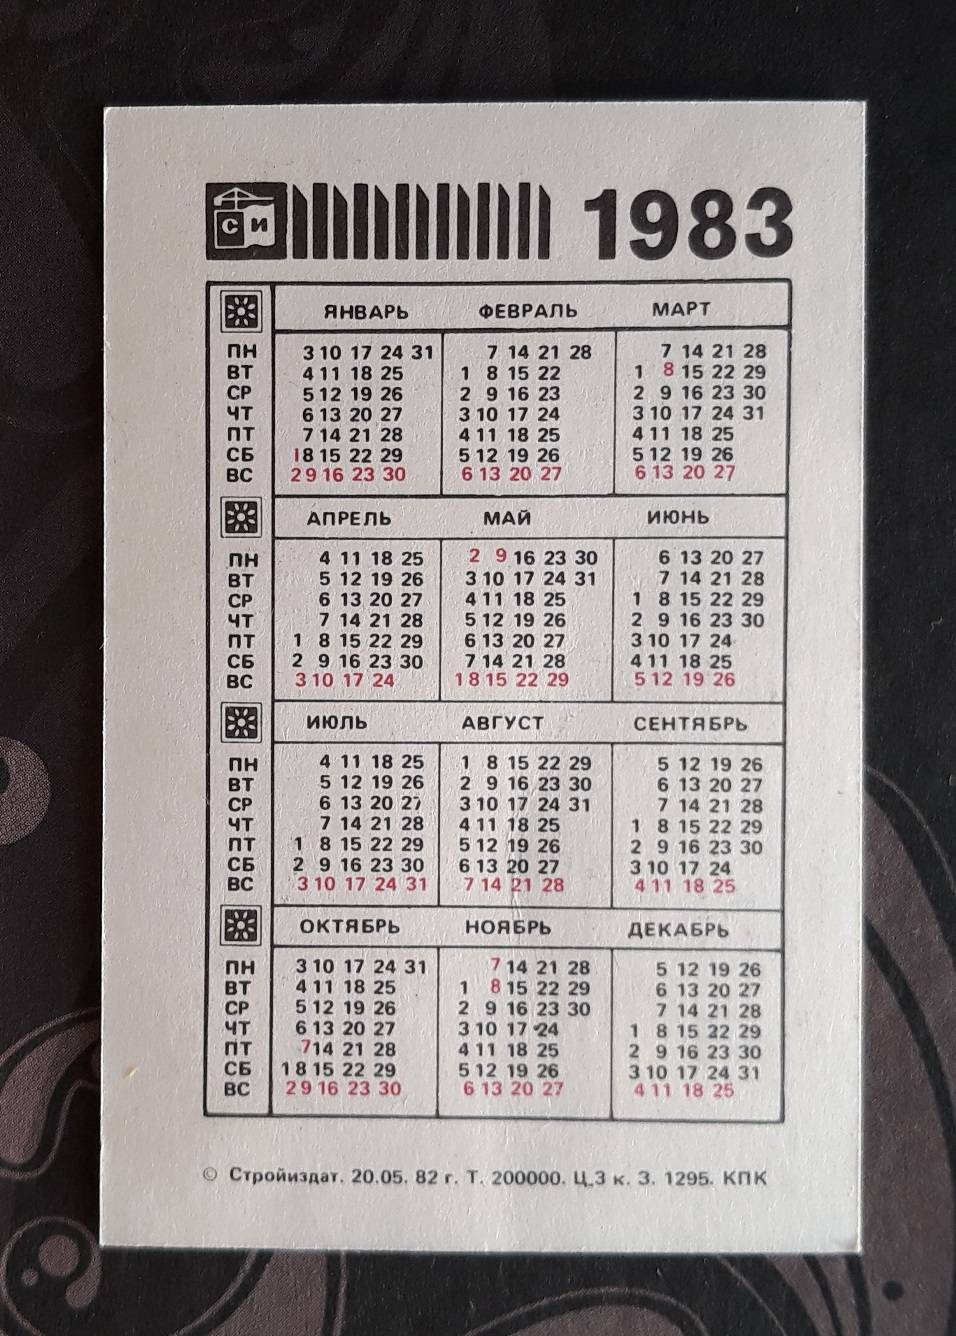 СИ 1983
ЯНВАРЬ ФЕВРАЛЬ МАРТ
ПН 3 10 17 24 31 7 14 21 28 7 14 21 28
ВТ 4 11 18 25 1 8 15 22 1 8 15 22 29
СР 5 12 19 26 2 9 16 23 2 9 16 23 30
ЧТ 6 13 20 27 3 10 17 24 3 10 17 24 31
ПТ 7 14 21 28 4 11 18 25 4 11 18 25
СБ 1 8 15 22 29 5 12 19 26 5 12 19 26
ВС 2 9 16 23 30 6 13 20 27 6 13 20 27
АПРЕЛЬ МАЙ ИЮНЬ
ПН 4 11 18 25 2 9 16 23 30 6 13 20 27
ВТ 5 12 19 26 3 10 17 24 31 7 14 21 28
СР 6 13 20 27 4 11 18 25 1 8 15 22 29
ЧТ 7 14 21 28 5 12 19 26 2 9 16 23 30
ПТ 1 8 15 22 29 6 13 20 27 3 10 17 24
СБ 2 9 16 23 30 7 14 21 28 4 11 18 25
ВС 3 10 17 24 1 8 15 22 29 5 12 19 26
ИЮЛЬ АВГУСТ СЕНТЯБРЬ
ПН 4 11 18 25 1 8 15 22 29 5 12 19 26
ВТ 5 12 19 26 2 9 16 23 30 6 13 20 27
СР 6 13 20 27 3 10 17 24 31 7 14 21 28
ЧТ 7 14 21 28 4 11 18 25 1 8 15 22 29
ПТ 1 8 15 22 29 5 12 19 26 2 9 16 23 30
СБ 2 9 16 23 30 6 13 20 27 3 10 17 24
ВС 3 10 17 24 31 7 14 21 28 4 11 18 25
ОКТЯБРЬ НОЯБРЬ ДЕКАБРЬ
ПН 3 10 17 24 31 7 14 21 28 5 12 19 26
ВТ 4 11 18 25 1 8 15 22 29 6 13 20 27
СР 5 12 19 26 2 9 16 23 30 7 14 21 28
ЧТ 6 13 20 27 3 10 17 24 1 8 15 22 29
ПТ 7 14 21 28 4 11 18 25 2 9 16 23 30
СБ 1 8 15 22 29 5 12 19 26 3 10 17 24 31
ВС 2 9 16 23 30 6 13 20 27 4 11 18 25
© Стройиздат. 20.05. 82 г. Т. 200000. Ц.3 к. З. 1295. КПК